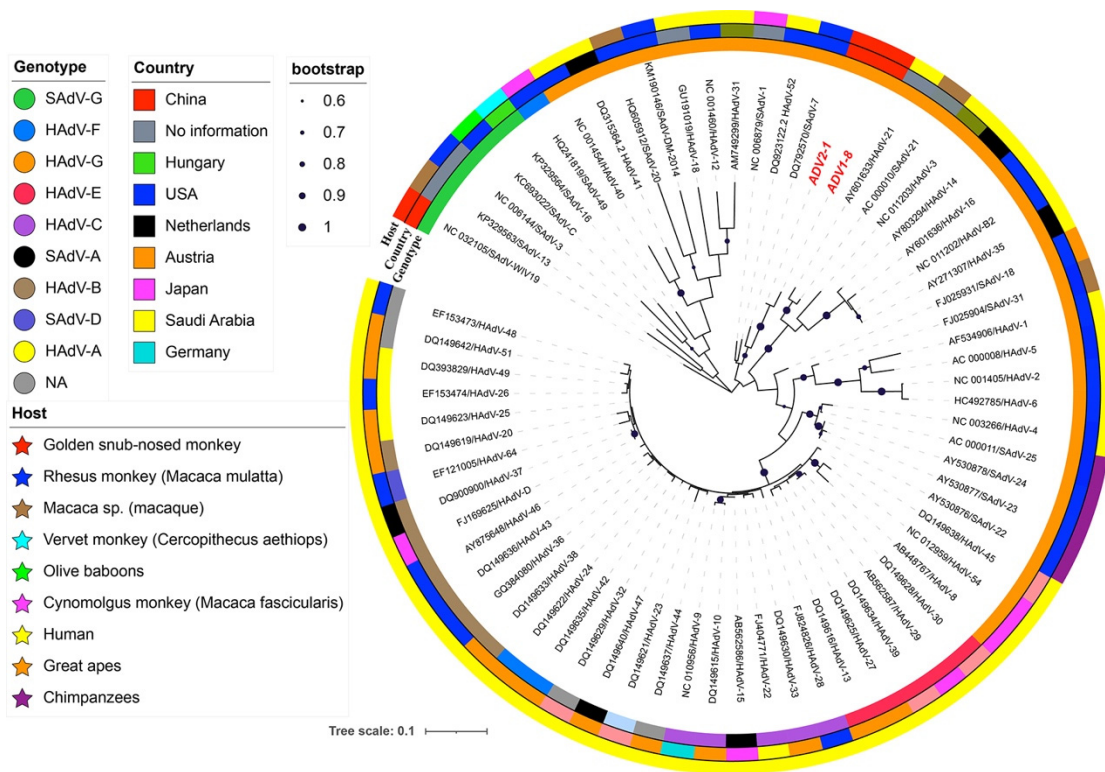 Genotype
SAdV-G
HAdV-F
HAdV-G
HAdV-E
HAdV-C
SAdV-A
HAdV-B
SAdV-D
HAdV-A
NA
Country
China
No information
Hungary
USA
Netherlands
Austria
Japan
Saudi Arabia
Germany
bootstrap
0.6
0.7
0.8
0.9
1
Host
Golden snub-nosed monkey
Rhesus monkey (Macaca mulatta)
Macaca sp. (macaque)
Vervet monkey (Cercopithecus aethiops)
Olive baboons
Cynomolgus monkey (Macaca fascicularis)
Human
Great apes
Chimpanzees
Host
Country
Genotype
NC 032105/SAdV-WIV19
KP329563/SAdV-13
NC 006144/SAdV-3
KC693022/SAdV-C
KP329564/SAdV-16
HQ241819/SAdV-49
NC 001454/HAdV-40
DQ315364.2 HAdV-41
HQ605912/SAdV-20
KM190146/SAdV-DM-2014
GU191019/HAdV-18
NC 001460/HAdV-12
AM749299/HAdV-31
NC 006879/SAdV-1
DQ923122.2 HAdV-52
DQ792570/SAdV-7
ADV2-1
ADV1-8
AY601633/HAdV-21
AC 000010/SAdV-21
NC 011203/HAdV-3
AY803294/HAdV-14
AY601636/HAdV-16
NC 011202/HAdV-B2
AY271307/HAdV-35
FJ025931/SAdV-18
FJ025904/SAdV-31
AF534906/HAdV-1
AC 000008/HAdV-5
NC 001405/HAdV-2
HC492785/HAdV-6
NC 003266/HAdV-4
AC 000011/SAdV-25
AY530878/SAdV-24
AY530877/SAdV-23
AY530876/SAdV-22
DQ149638/HAdV-45
NC 012959/HAdV-54
AB448767/HAdV-8
DQ149628/HAdV-30
AB562587/HAdV-29
DQ149634/HAdV-39
DQ149625/HAdV-27
DQ149616/HAdV-13
FJ824826/HAdV-28
DQ149630/HAdV-33
FJ404771/HAdV-22
AB562586/HAdV-15
DQ149615/HAdV-10
NC 010956/HAdV-9
DQ149637/HAdV-44
DQ149621/HAdV-23
DQ149640/HAdV-47
DQ149629/HAdV-32
DQ149635/HAdV-42
DQ149622/HAdV-24
DQ149633/HAdV-38
GQ384080/HAdV-36
DQ149636/HAdV-43
AY875648/HAdV-46
FJ169625/HAdV-D
DQ900900/HAdV-37
EF121005/HAdV-64
DQ149619/HAdV-20
DQ149623/HAdV-25
EF153474/HAdV-26
DQ393829/HAdV-49
DQ149642/HAdV-51
EF153473/HAdV-48
Tree scale: 0.1